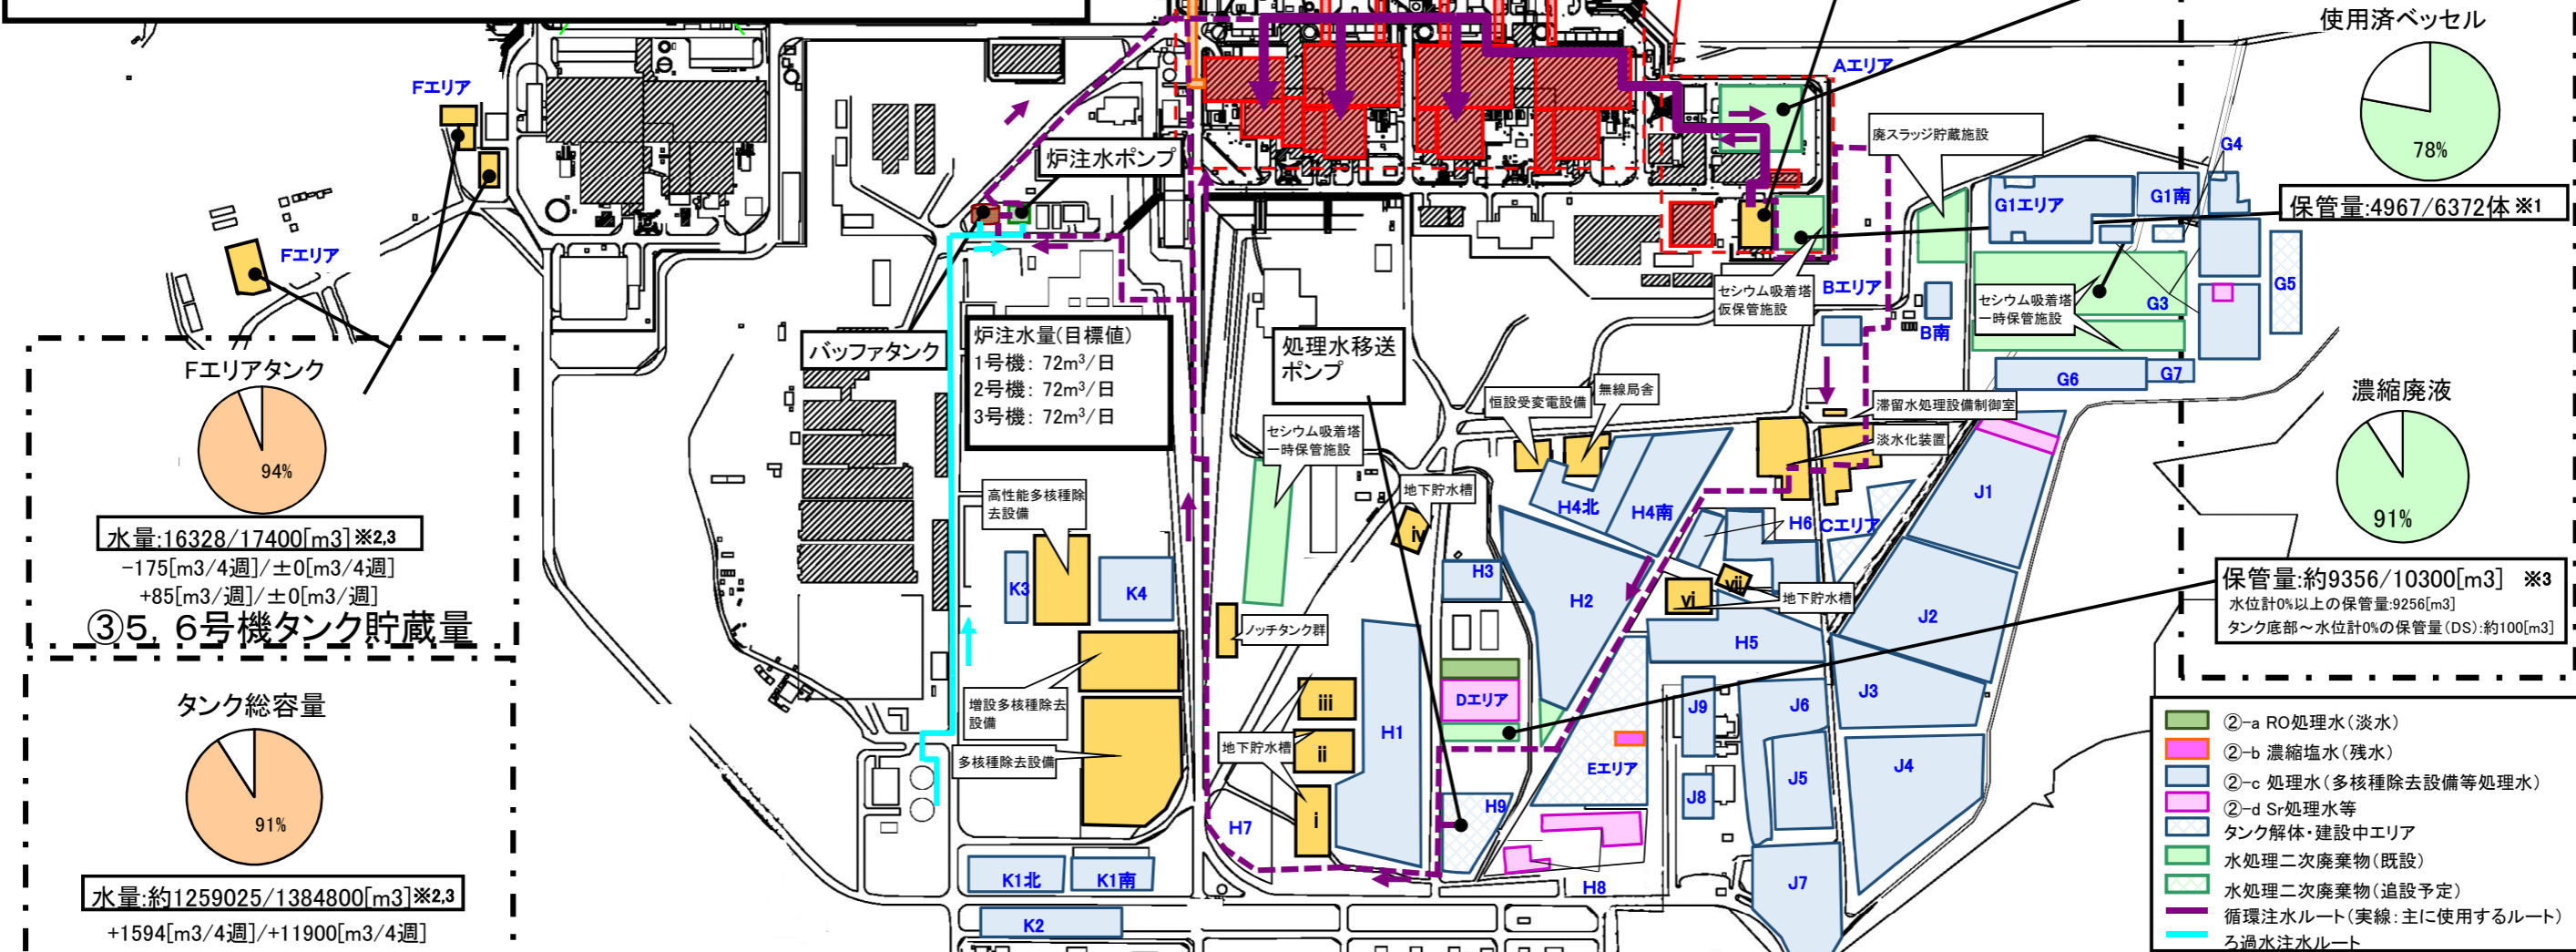 使用済ベッセル
78%
保管量:4967/6372体 ※1
Aエリア
Fエリア
Fエリア
廃スラッジ貯蔵施設
炉注水ポンプ
G4
G1エリア
G1南
G5
G3
セシウム吸着塔
一時保管施設
セシウム吸着塔
仮保管施設
Bエリア
B南
G6
G7
バッファタンク
炉注水量(目標値)
1号機: 72m³/日
2号機: 72m³/日
3号機: 72m³/日
処理水移送
ポンプ
恒設受変電設備
無線局舎
滞留水処理設備制御室
淡水化装置
セシウム吸着塔
一時保管施設
地下貯水槽
iv
高性能多核種除
去設備
Fエリアタンク
94%
水量:16328/17400[m3]※2,3
-175[m3/4週]/±0[m3/4週]
+85[m3/週]/±0[m3/週]
③5, 6号機タンク貯蔵量
タンク総容量
91%
水量:約1259025/1384800[m3]※2,3
+1594[m3/4週]/+11900[m3/4週]
濃縮廃液
91%
保管量:約9356/10300[m3] ※3
水位計0%以上の保管量:9256[m3]
タンク底部～水位計0%の保管量(DS):約100[m3]
H4北
H4南
H6
Cエリア
J1
K3
K4
H3
H2
vi
vii
地下貯水槽
J2
H5
ノッチタンク群
増設多核種除去
設備
多核種除去設備
地下貯水槽
iii
ii
i
H1
Dエリア
Eエリア
J9
J6
J3
J8
J5
J4
H7
H9
H8
J7
K1北
K1南
K2
②-a RO処理水(淡水)
②-b 濃縮塩水(残水)
②-c 処理水(多核種除去設備等処理水)
②-d Sr処理水等
タンク解体・建設中エリア
水処理二次廃棄物(既設)
水処理二次廃棄物(追設予定)
循環注水ルート(実線:主に使用するルート)
ろ過水注水ルート